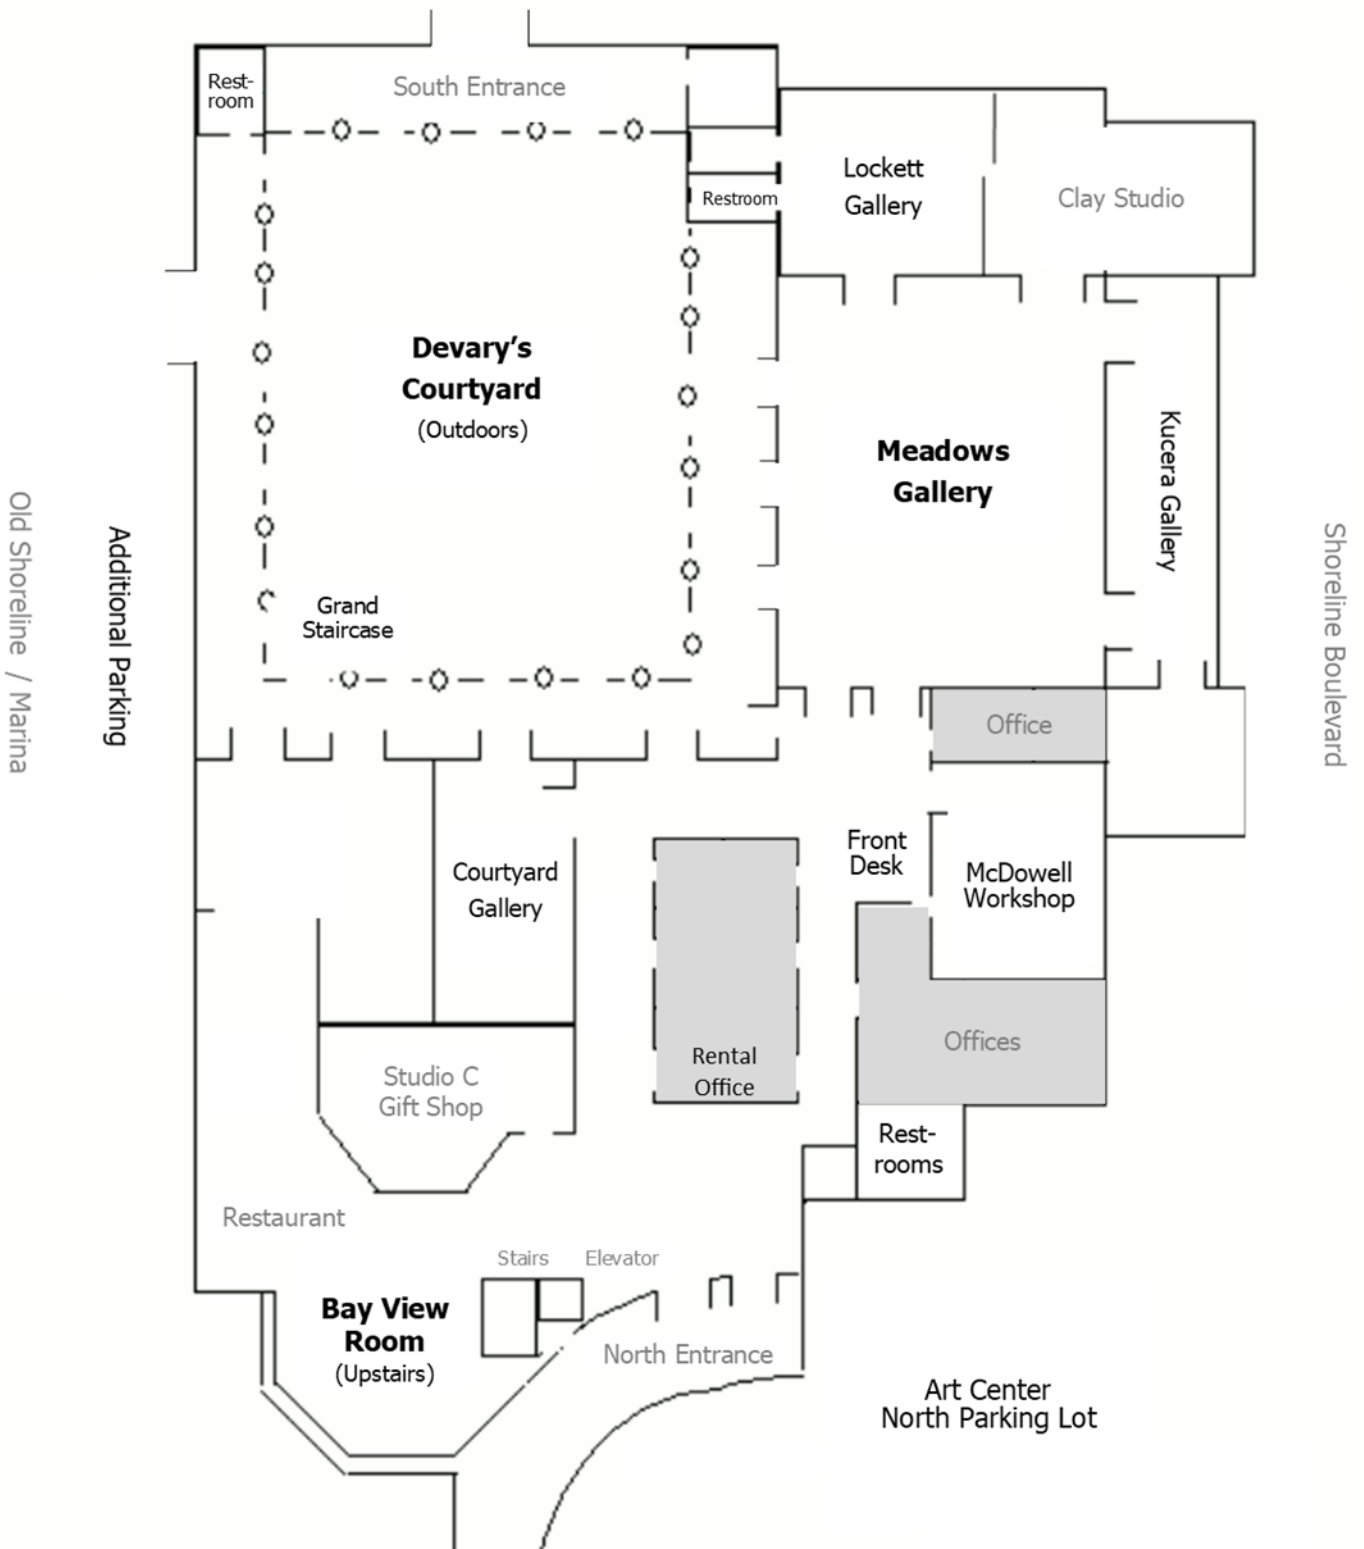 Rest-
room
South Entrance
Lockett
Gallery
Clay Studio
Restroom
Devary's
Courtyard
(Outdoors)
Meadows
Gallery
Kucera Gallery
Old Shoreline / Marina
Additional Parking
Shoreline Boulevard
Grand
Staircase
Office
Front
Desk
McDowell
Workshop
Courtyard
Gallery
Rental
Office
Offices
Studio C
Gift Shop
Rest-
rooms
Restaurant
Stairs
Elevator
Bay View
Room
(Upstairs)
North Entrance
Art Center
North Parking Lot